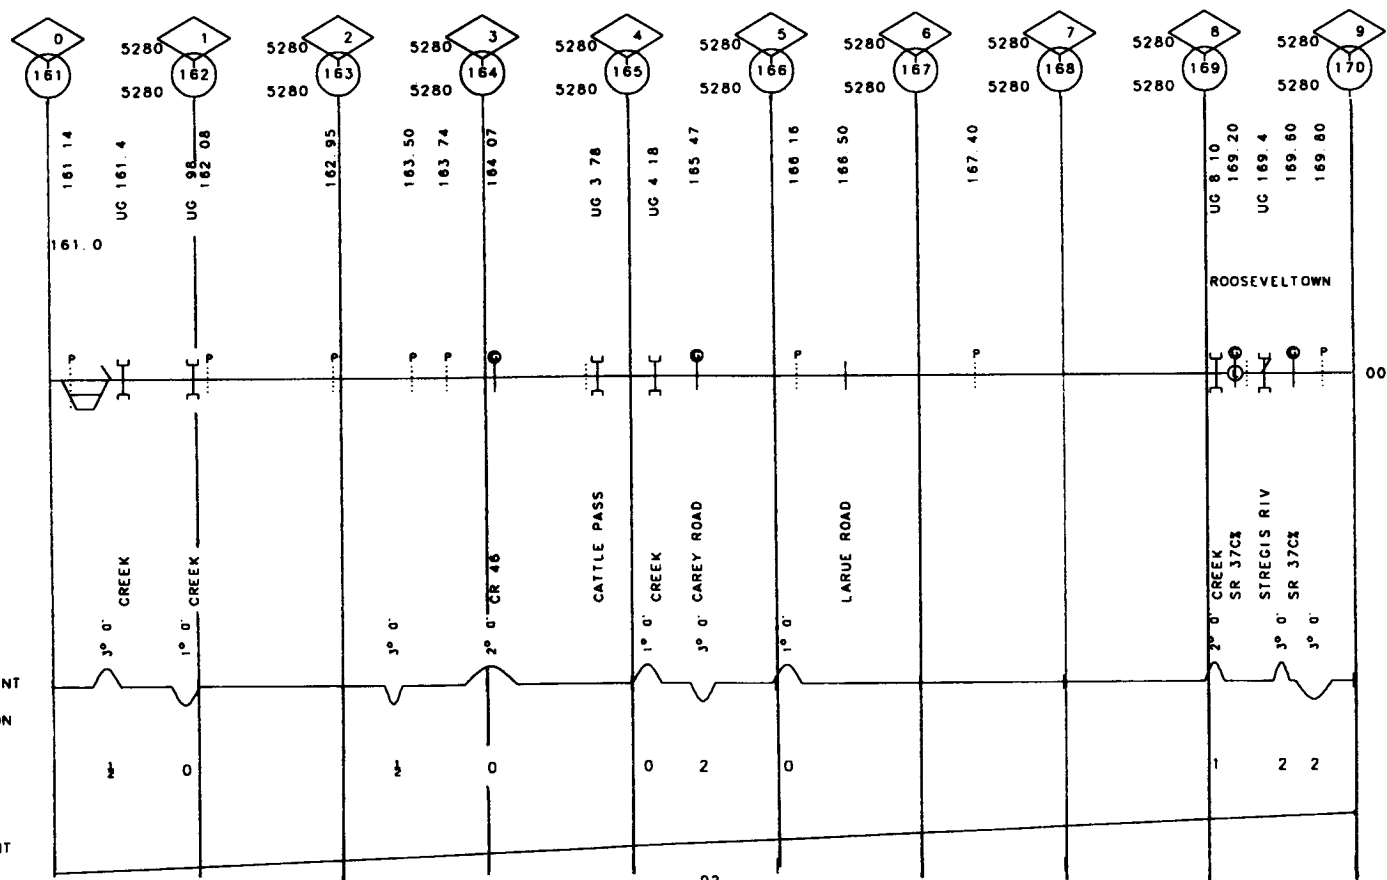 0 1 2 3 4 5 6 7 8 9
5280 5280 5280 5280 5280 5280 5280 5280 5280
161 162 163 164 165 166 167 168 169 170
5280 5280 5280 5280 5280 5280 5280 5280 5280
161 14
UG 161.4
UG .98
162 08
162.95
163.50
163 74
164 07
UG 3 78
UG 4 18
165 47
166 16
166 50
167.40
UG 8 10
169.20
UG 169.4
169.60
169.80
161.0
ROOSEVELTOWN
P P P P P G G P P G G P
00
CREEK
CREEK
CR 46
CATTLE PASS
CREEK
CAREY ROAD
LARUE ROAD
CREEK
SR 37C%
STREGIS RIV
SR 37C%
3° 0' 1° 0' 3° 0' 2° 0' 1° 0' 3° 0' 1° 0' 2° 0' 3° 0' 3° 0'
NT
ON
½ 0 ½ 0 0 2 0 1 2 2
NT